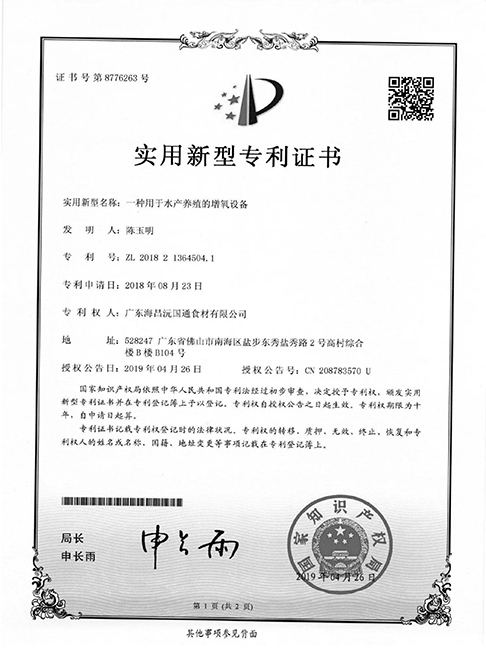 证书号第8776263号
实用新型专利证书
实用新型名称：一种用于水产养殖的增氧设备
发明人：陈玉明
专利号：ZL 2018 2 1364504.1
专利申请日：2018年08月23日
专利权人：广东海昌沅国通食材有限公司
地址：528247 广东省佛山市南海区盐步东秀盐秀路2号高村综合
楼B楼B104号
授权公告日：2019年04月26日 授权公告号：CN 208783570 U
国家知识产权局依照中华人民共和国专利法经过初步审查，决定授予专利权，颁发实用
新型专利证书并在专利登记簿上予以登记。专利权自授权公告之日起生效。专利权期限为十
年，自申请日起算。
专利证书记载专利权登记时的法律状况。专利权的转移、质押、无效、终止、恢复和专
利权人的姓名或名称、国籍、地址变更等事项记载在专利登记簿上。
局长
申长雨
申长雨
国家知识产权局
2019年04月26日
第1页（共2页）
其他事项参见背面